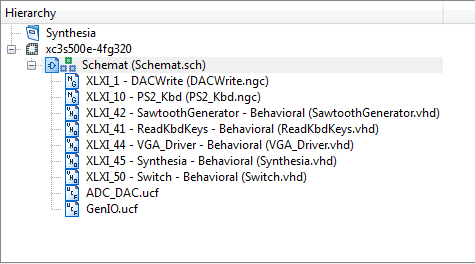 Hierarchy
Synthesia
xc3s500e-4fg320
Schemat (Schemat.sch)
XLXI_1 - DACWrite (DACWrite.ngc)
XLXI_10 - PS2_Kbd (PS2_Kbd.ngc)
XLXI_42 - SawtoothGenerator - Behavioral (SawtoothGenerator.vhd)
XLXI_41 - ReadKbdKeys - Behavioral (ReadKbdKeys.vhd)
XLXI_44 - VGA_Driver - Behavioral (VGA_Driver.vhd)
XLXI_45 - Synthesia - Behavioral (Synthesia.vhd)
XLXI_50 - Switch - Behavioral (Switch.vhd)
ADC_DAC.ucf
GenIO.ucf